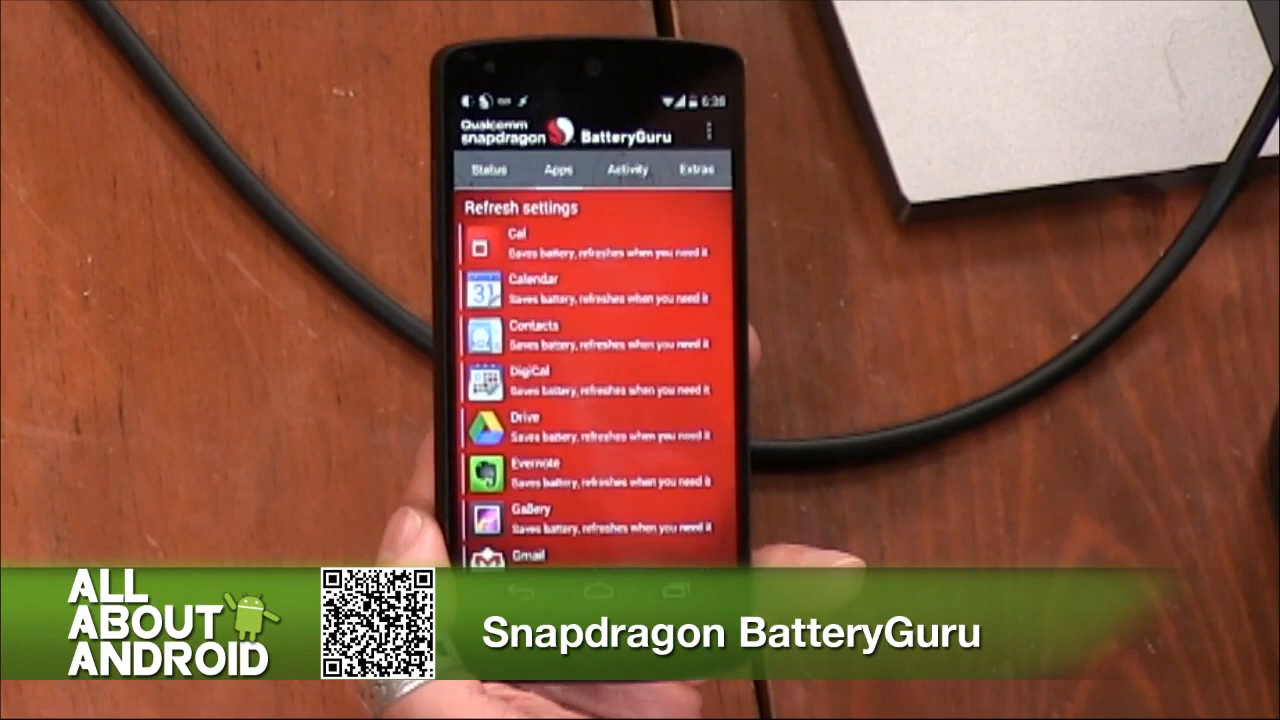 6:38
Qualcomm
snapdragon BatteryGuru
Status Apps Activity Extras
Refresh settings
Cal
Saves battery, refreshes when you need it
Calendar
31
Saves battery, refreshes when you need it
Contacts
Saves battery, refreshes when you need it
DigiCal
Saves battery, refreshes when you need it
Drive
Saves battery, refreshes when you need it
Evernote
Saves battery, refreshes when you need it
Gallery
Saves battery, refreshes when you need it
Gmail
ALL
ABOUT
ANDROID
Snapdragon BatteryGuru